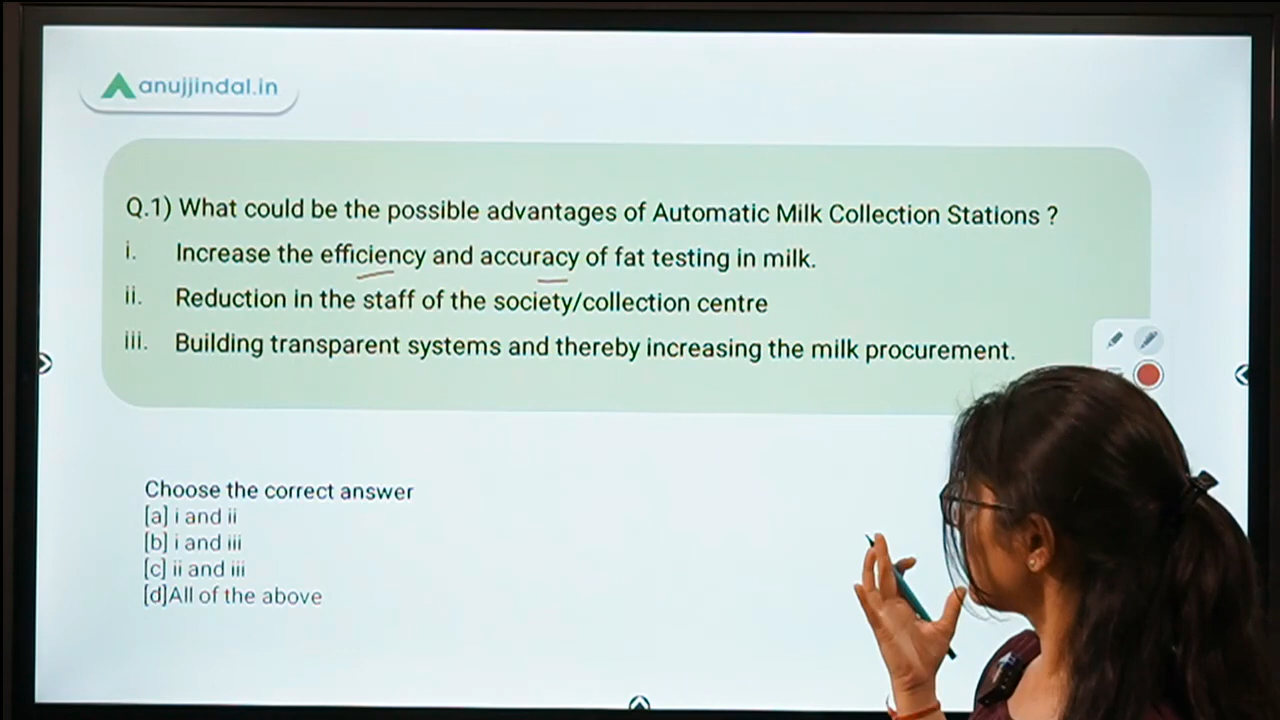 anujjindal.in
Q.1) What could be the possible advantages of Automatic Milk Collection Stations ?
i. Increase the efficiency and accuracy of fat testing in milk.
ii. Reduction in the staff of the society/collection centre
iii. Building transparent systems and thereby increasing the milk procurement.
Choose the correct answer
[a] i and ii
[b] i and iii
[c] ii and iii
[d]All of the above